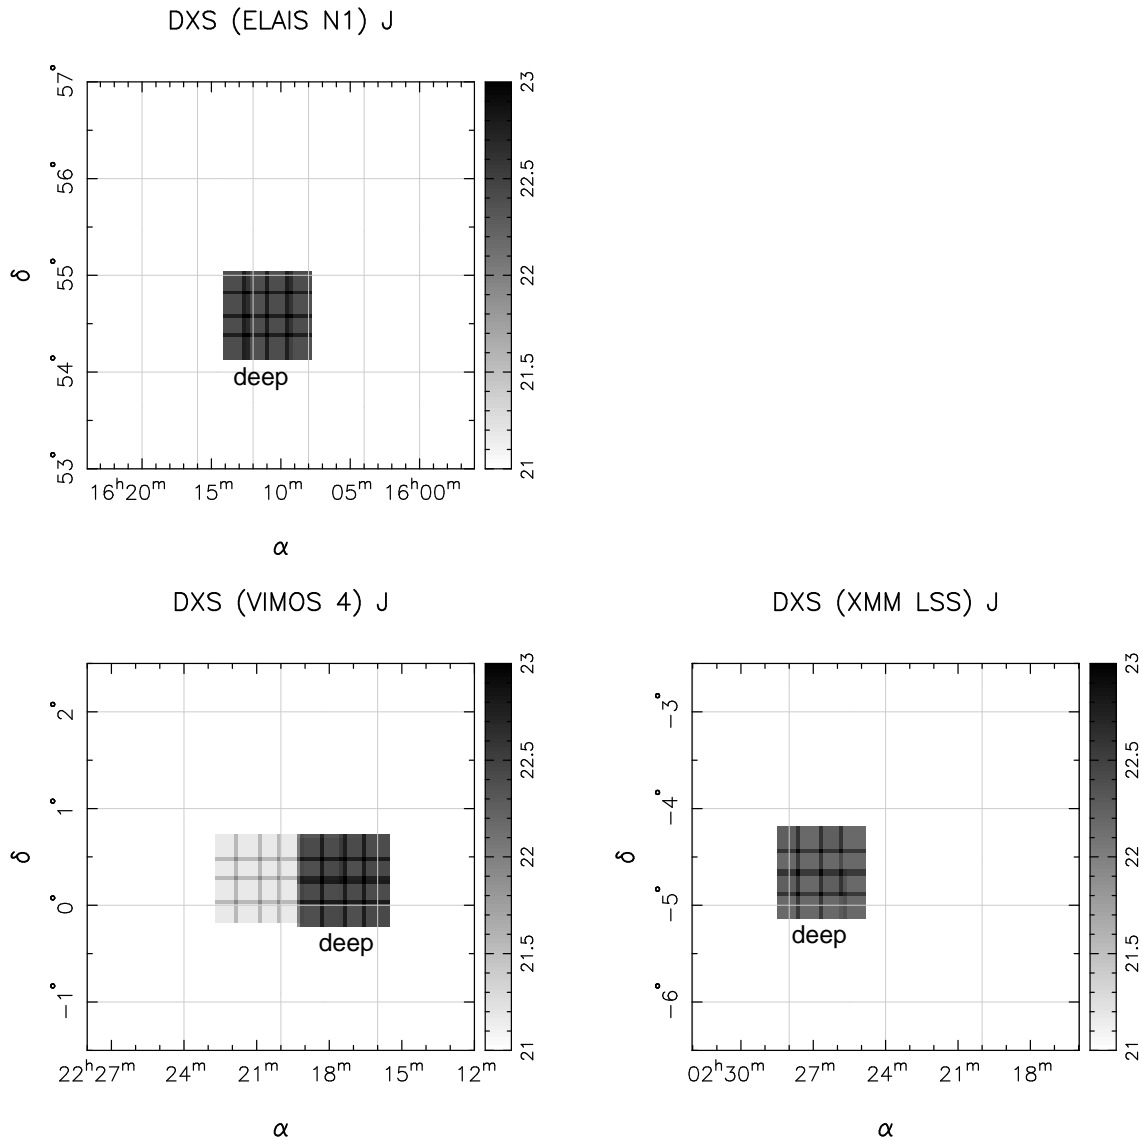 DXS (ELAIS N1) J
57°
56°
55°
54°
53°
δ
deep
16ʰ20ᵐ 15ᵐ 10ᵐ 05ᵐ 16ʰ00ᵐ
α
23
22.5
22
21.5
21
DXS (VIMOS 4) J
2°
1°
0°
−1°
δ
deep
22ʰ27ᵐ 24ᵐ 21ᵐ 18ᵐ 15ᵐ 12ᵐ
α
23
22.5
22
21.5
21
DXS (XMM LSS) J
−3°
−4°
−5°
−6°
δ
deep
02ʰ30ᵐ 27ᵐ 24ᵐ 21ᵐ 18ᵐ
α
23
22.5
22
21.5
21